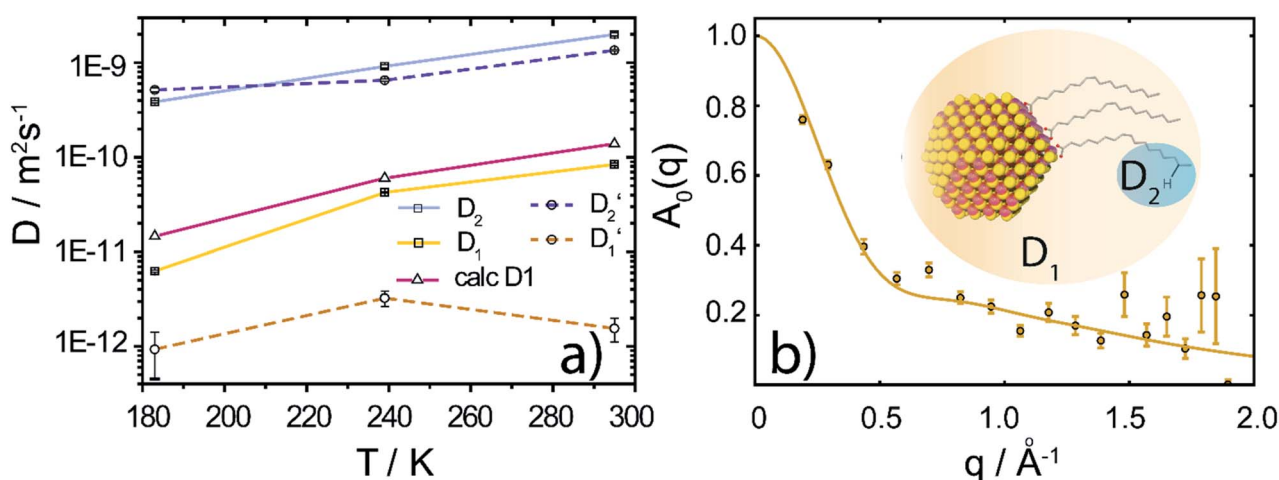 D / m²s⁻¹
1E-9
1E-10
1E-11
1E-12
180 200 220 240 260 280 300
T / K
D₂
D₁
calc D1
D₂‘
D₁‘
a)
A₀(q)
1.0
0.8
0.6
0.4
0.2
0 0.5 1.0 1.5 2.0
q / Å⁻¹
D₁
D₂
H
b)